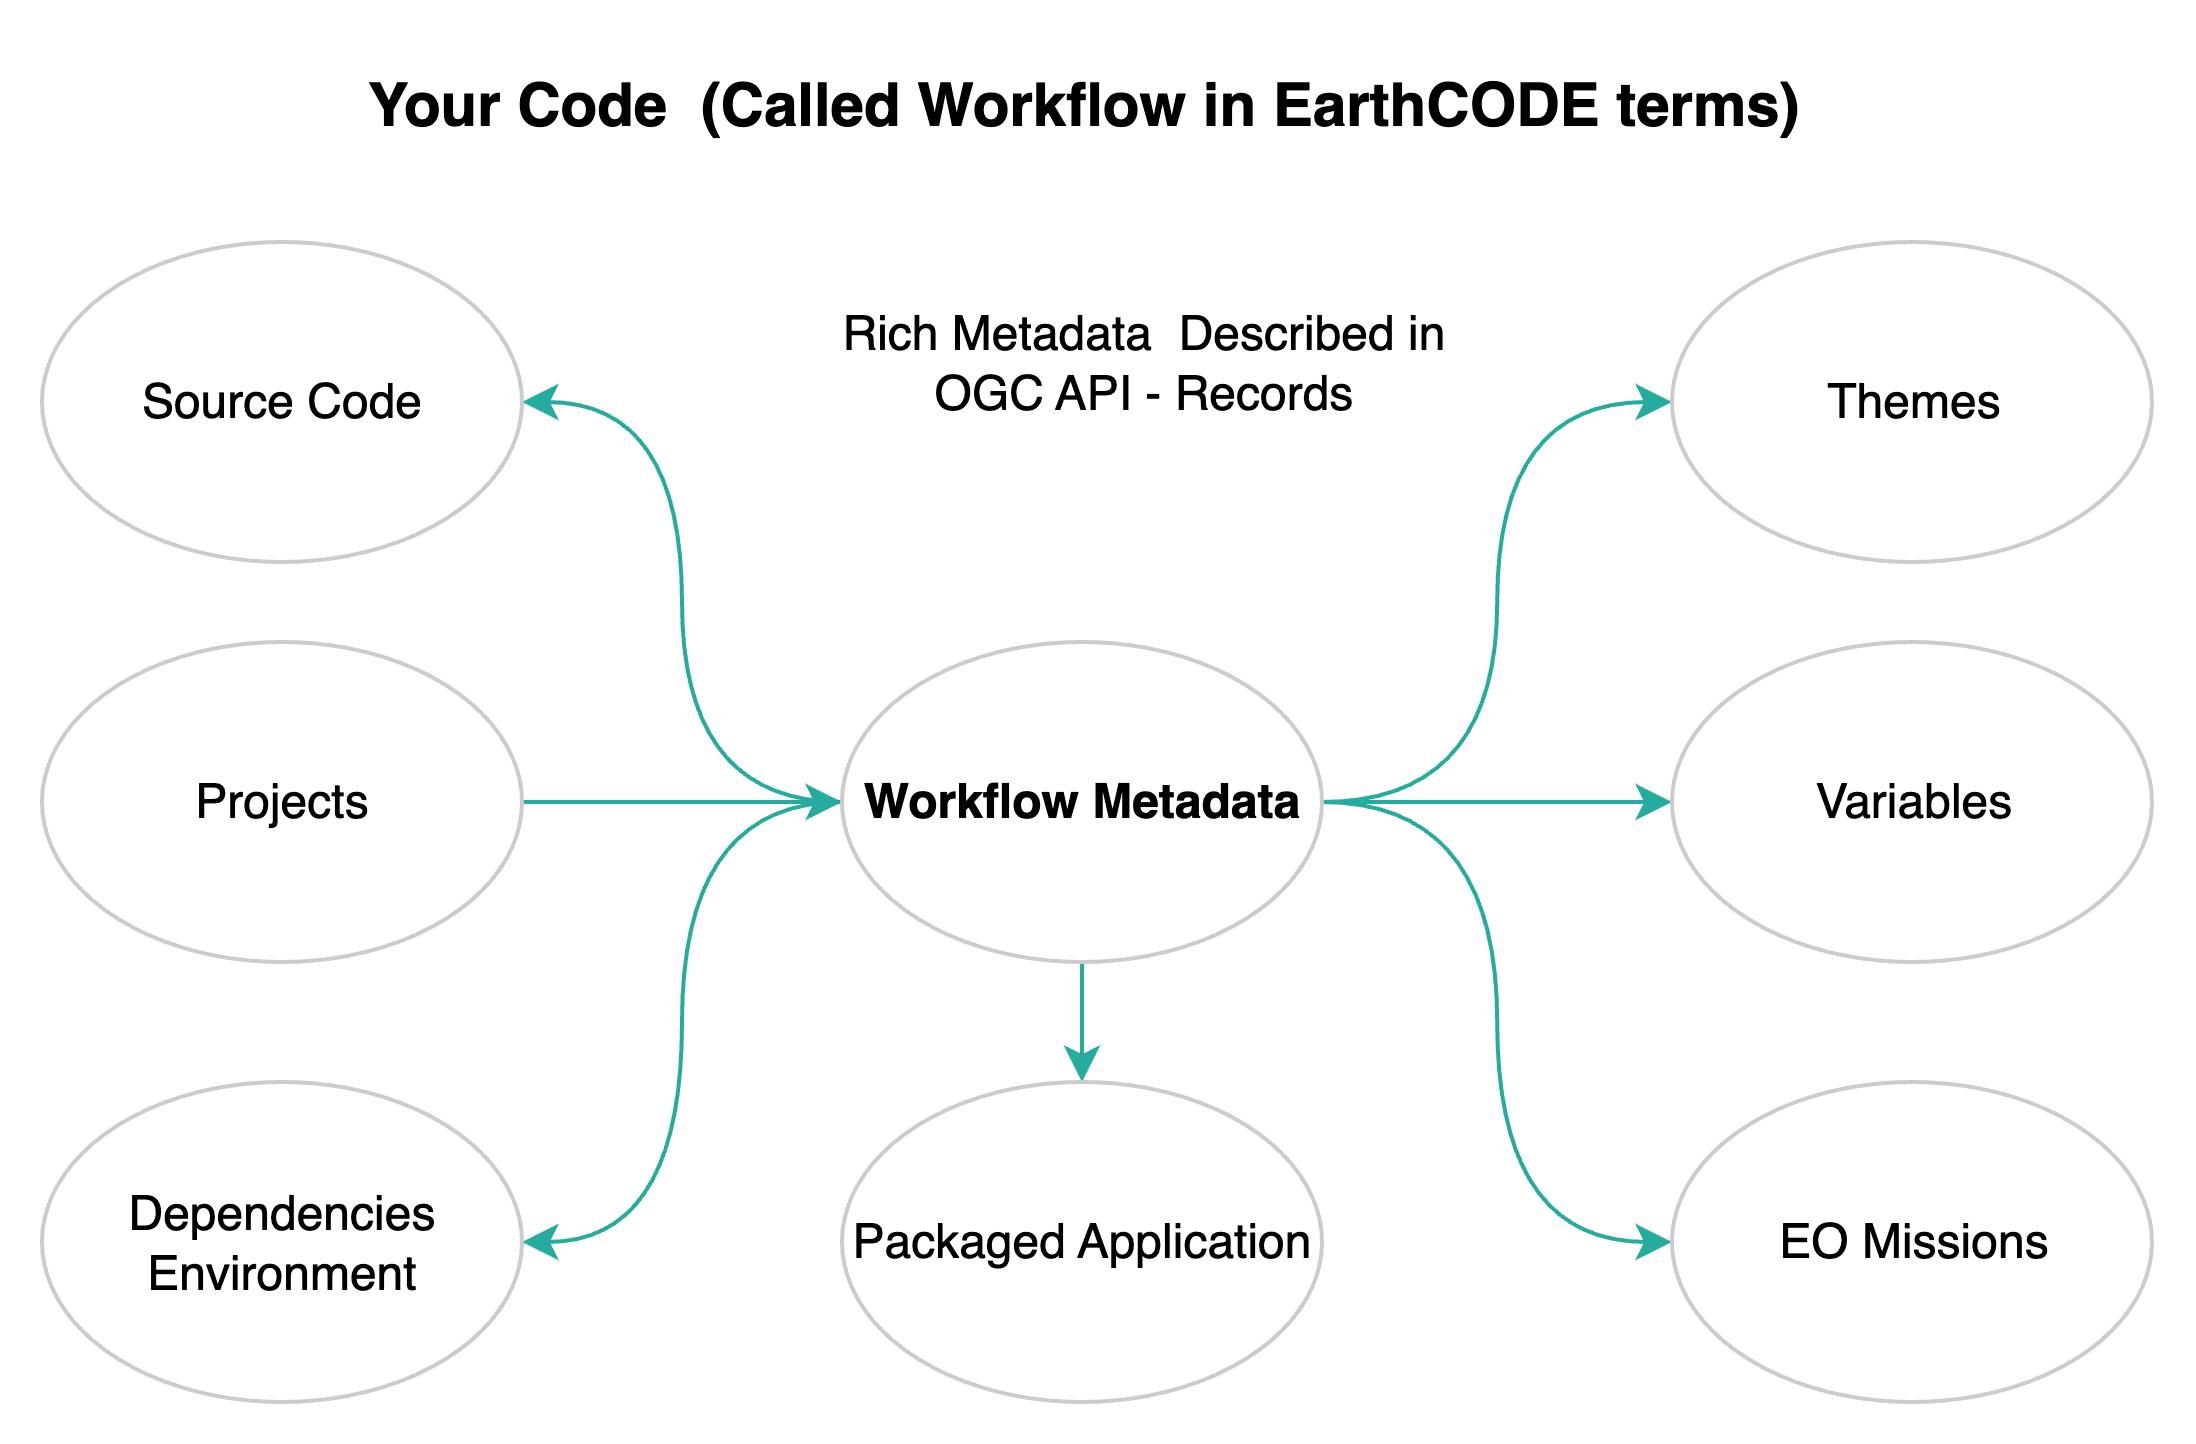 Your Code  (Called Workflow in EarthCODE terms)
Rich Metadata  Described in
OGC API - Records
Source Code
Themes
Projects
Workflow Metadata
Variables
Dependencies
Environment
Packaged Application
EO Missions